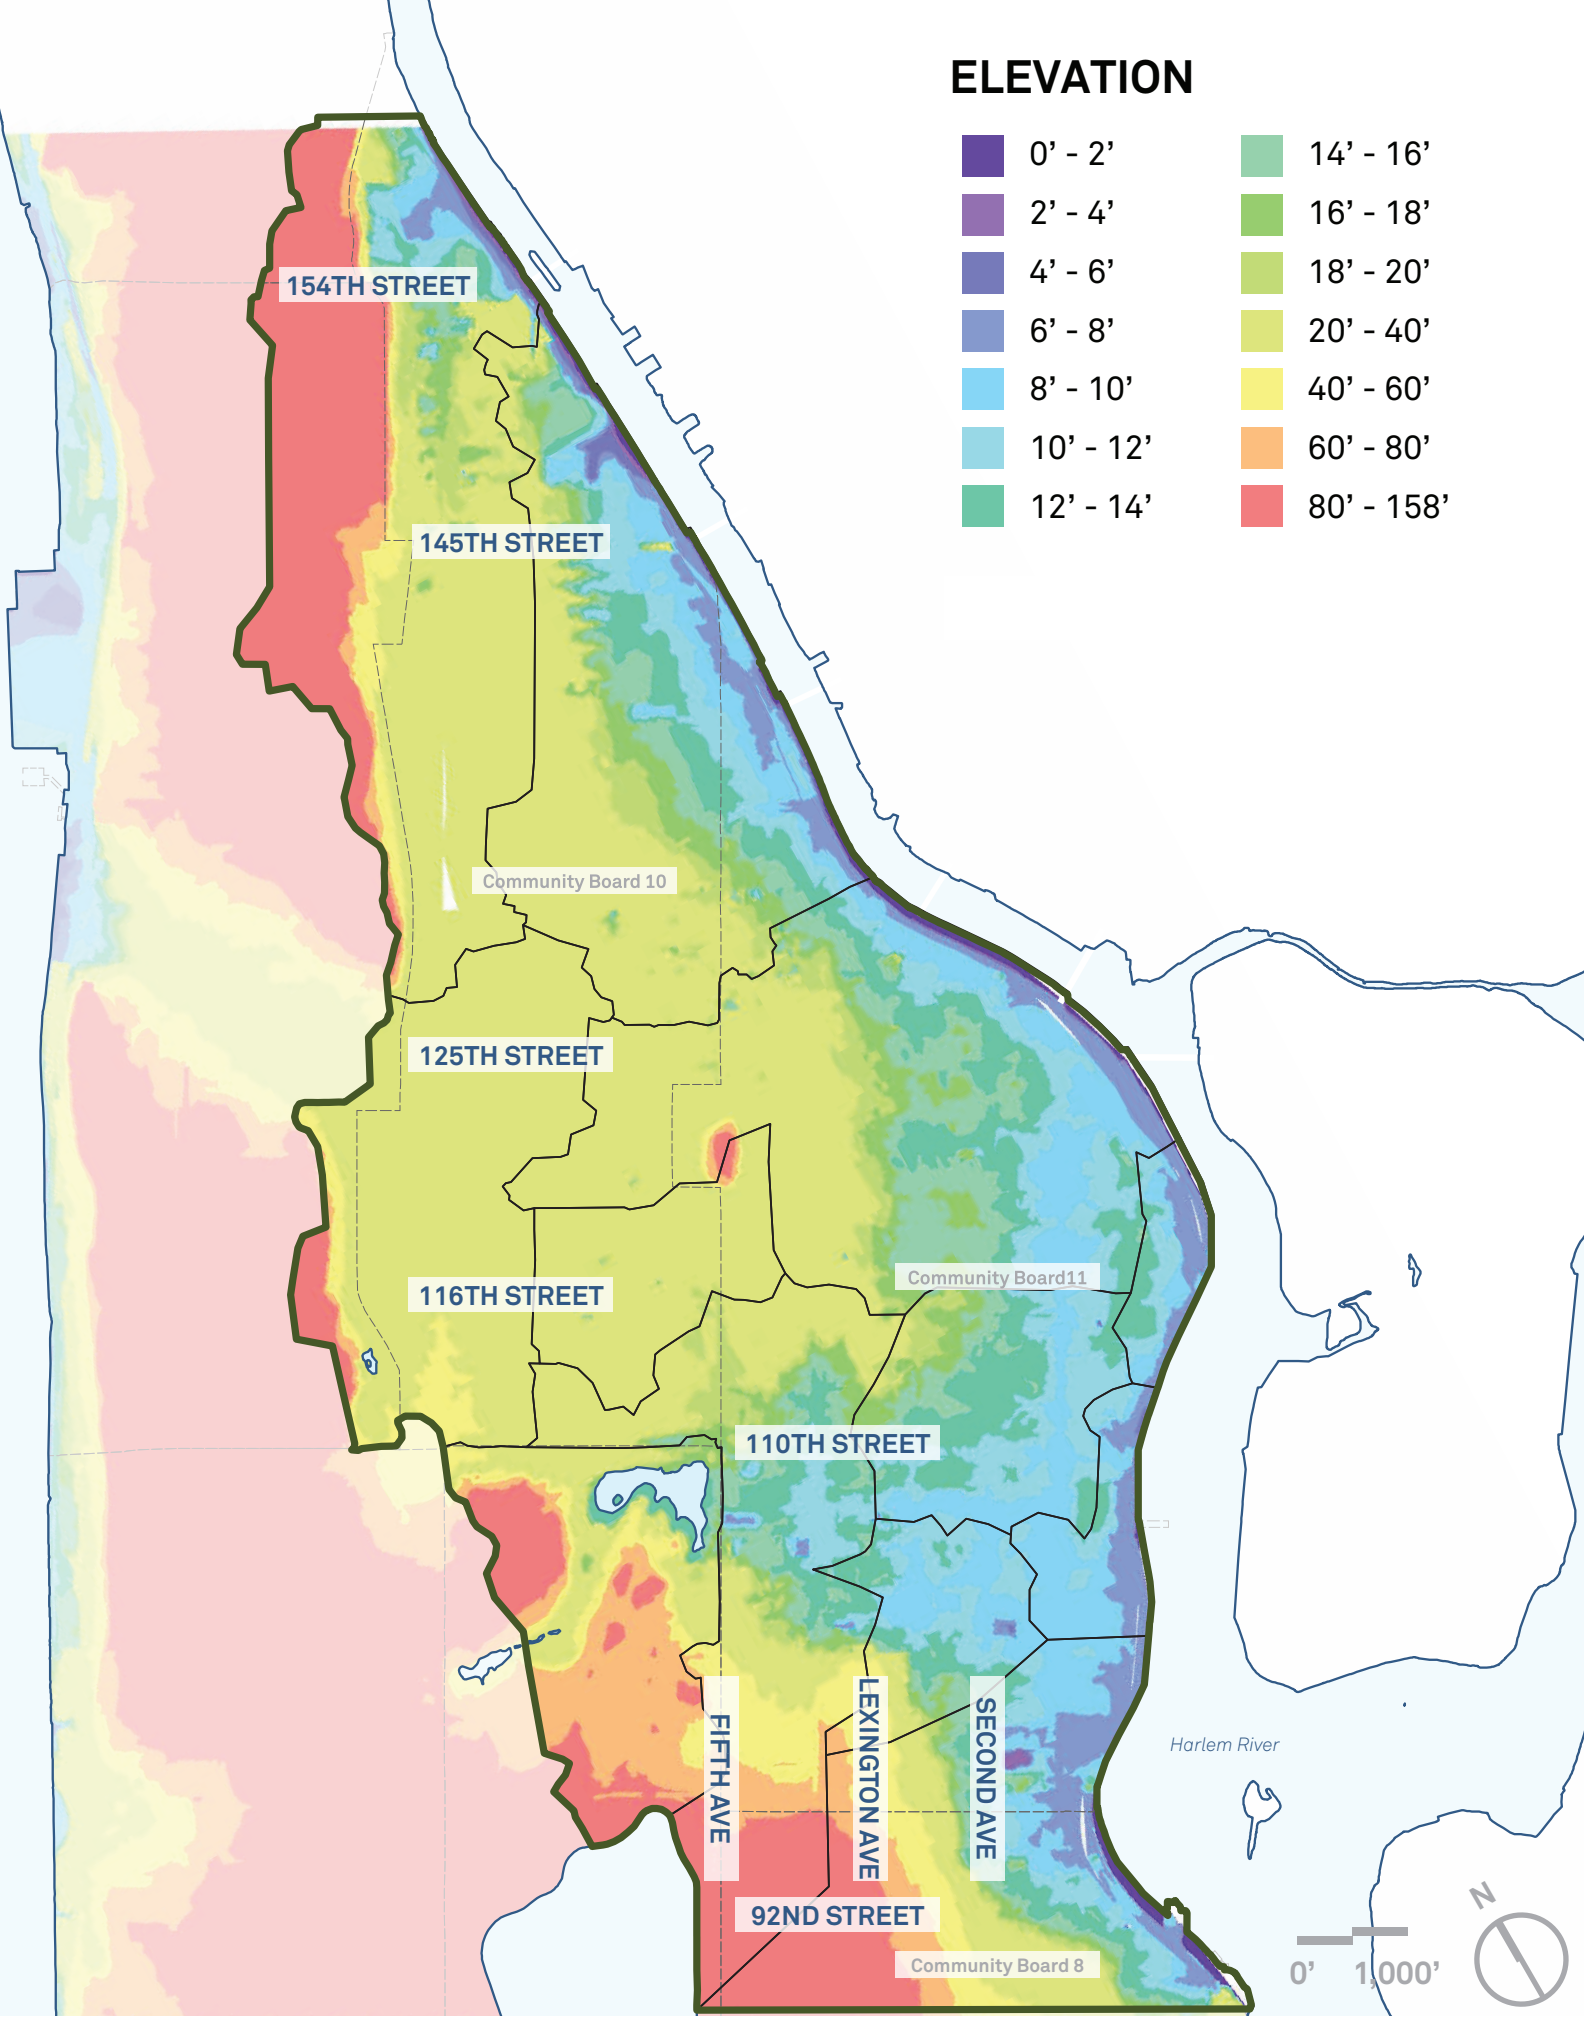 ELEVATION
0’ - 2’
2’ - 4’
4’ - 6’
6’ - 8’
8’ - 10’
10’ - 12’
12’ - 14’
14’ - 16’
16’ - 18’
18’ - 20’
20’ - 40’
40’ - 60’
60’ - 80’
80’ - 158’
154TH STREET
145TH STREET
Community Board 10
125TH STREET
Community Board11
116TH STREET
110TH STREET
FIFTH AVE
LEXINGTON AVE
SECOND AVE
Harlem River
92ND STREET
Community Board 8
0’ 1,000’
N